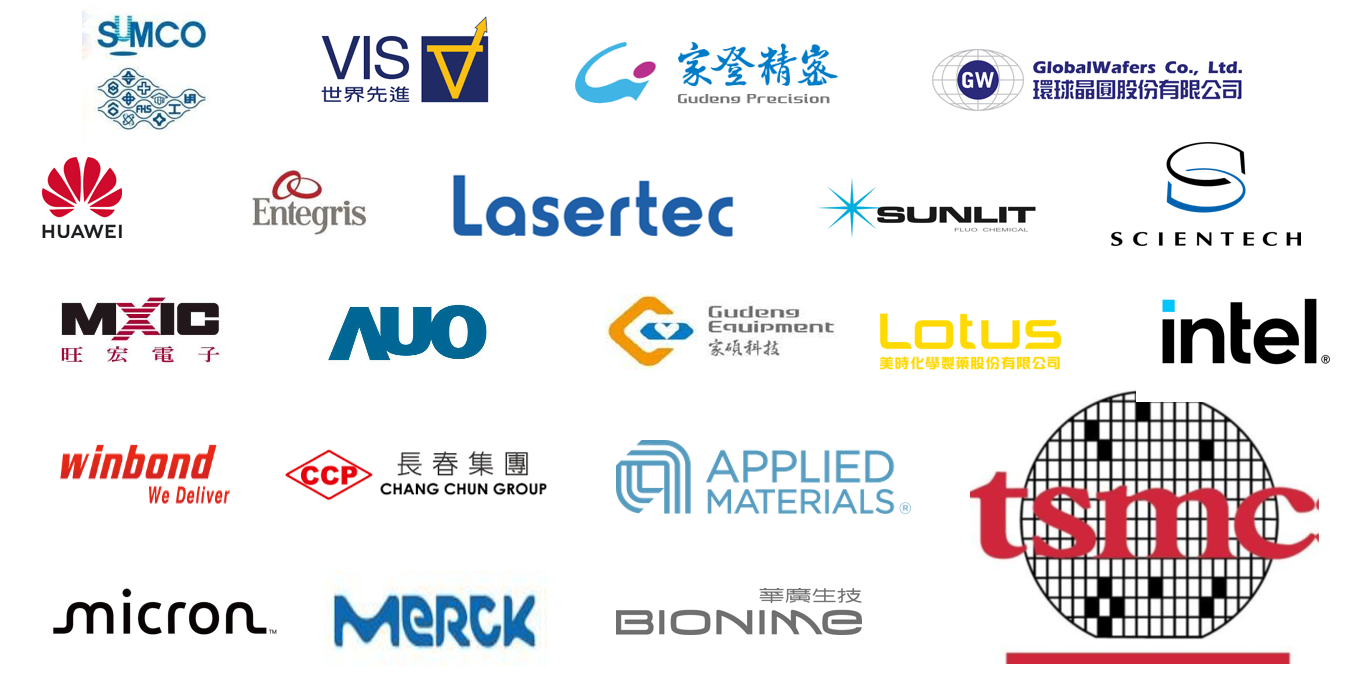 SUMCO
FHS
VIS
世界先進
家登精密
Gudeng Precision
GW
GlobalWafers Co., Ltd.
環球晶圓股份有限公司
HUAWEI
Entegris
Lasertec
SUNLIT
FLUO CHEMICAL
SCIENTECH
MXIC
旺宏電子
AUO
Gudeng
Equipment
家碩科技
Lotus
美時化學製藥股份有限公司
intel®
winbond
We Deliver
CCP
長春集團
CHANG CHUN GROUP
APPLIED
MATERIALS®
tsmc
micron™
MERCK
華廣生技
BIONIME